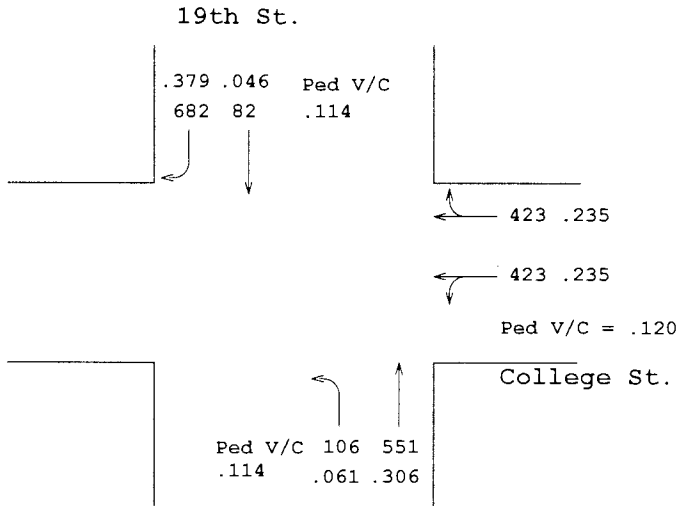 19th St.
.379 .046 Ped V/C
682 82 .114
423 .235
423 .235
Ped V/C = .120
College St.
Ped V/C 106 551
.114 .061 .306